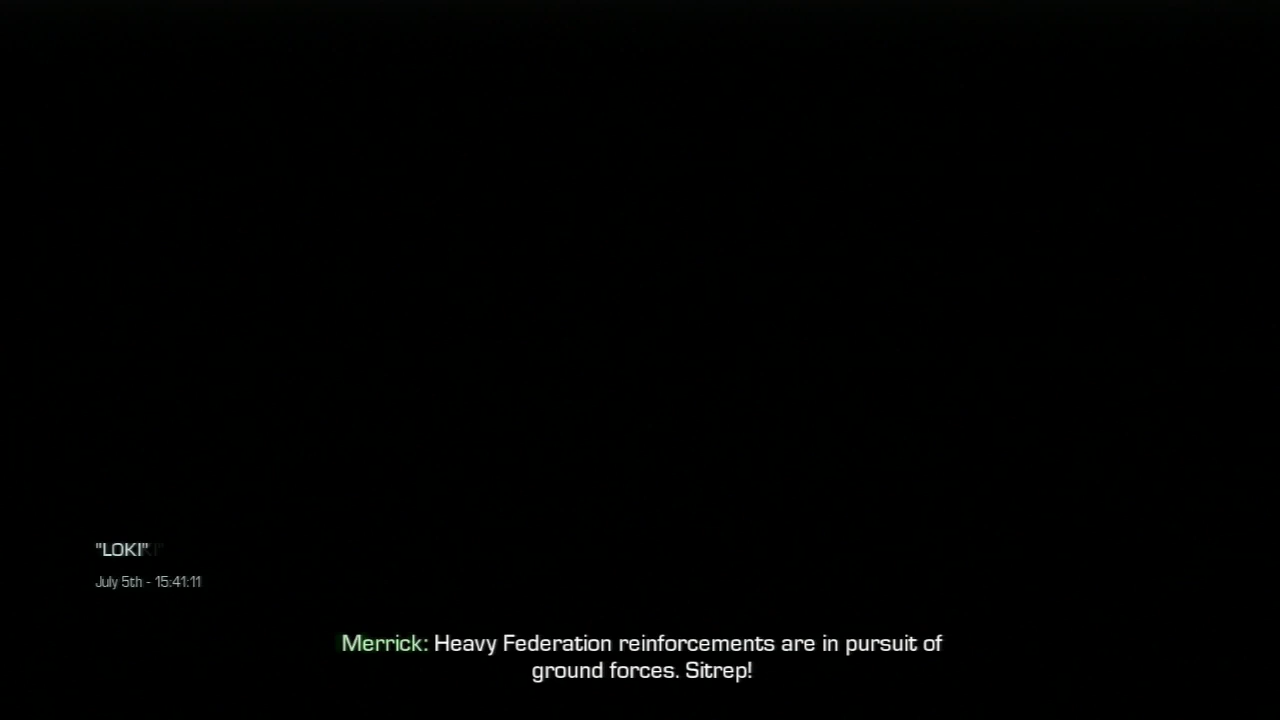 "LOKI"
July 5th - 15:41:11
Merrick: Heavy Federation reinforcements are in pursuit of
ground forces. Sitrep!